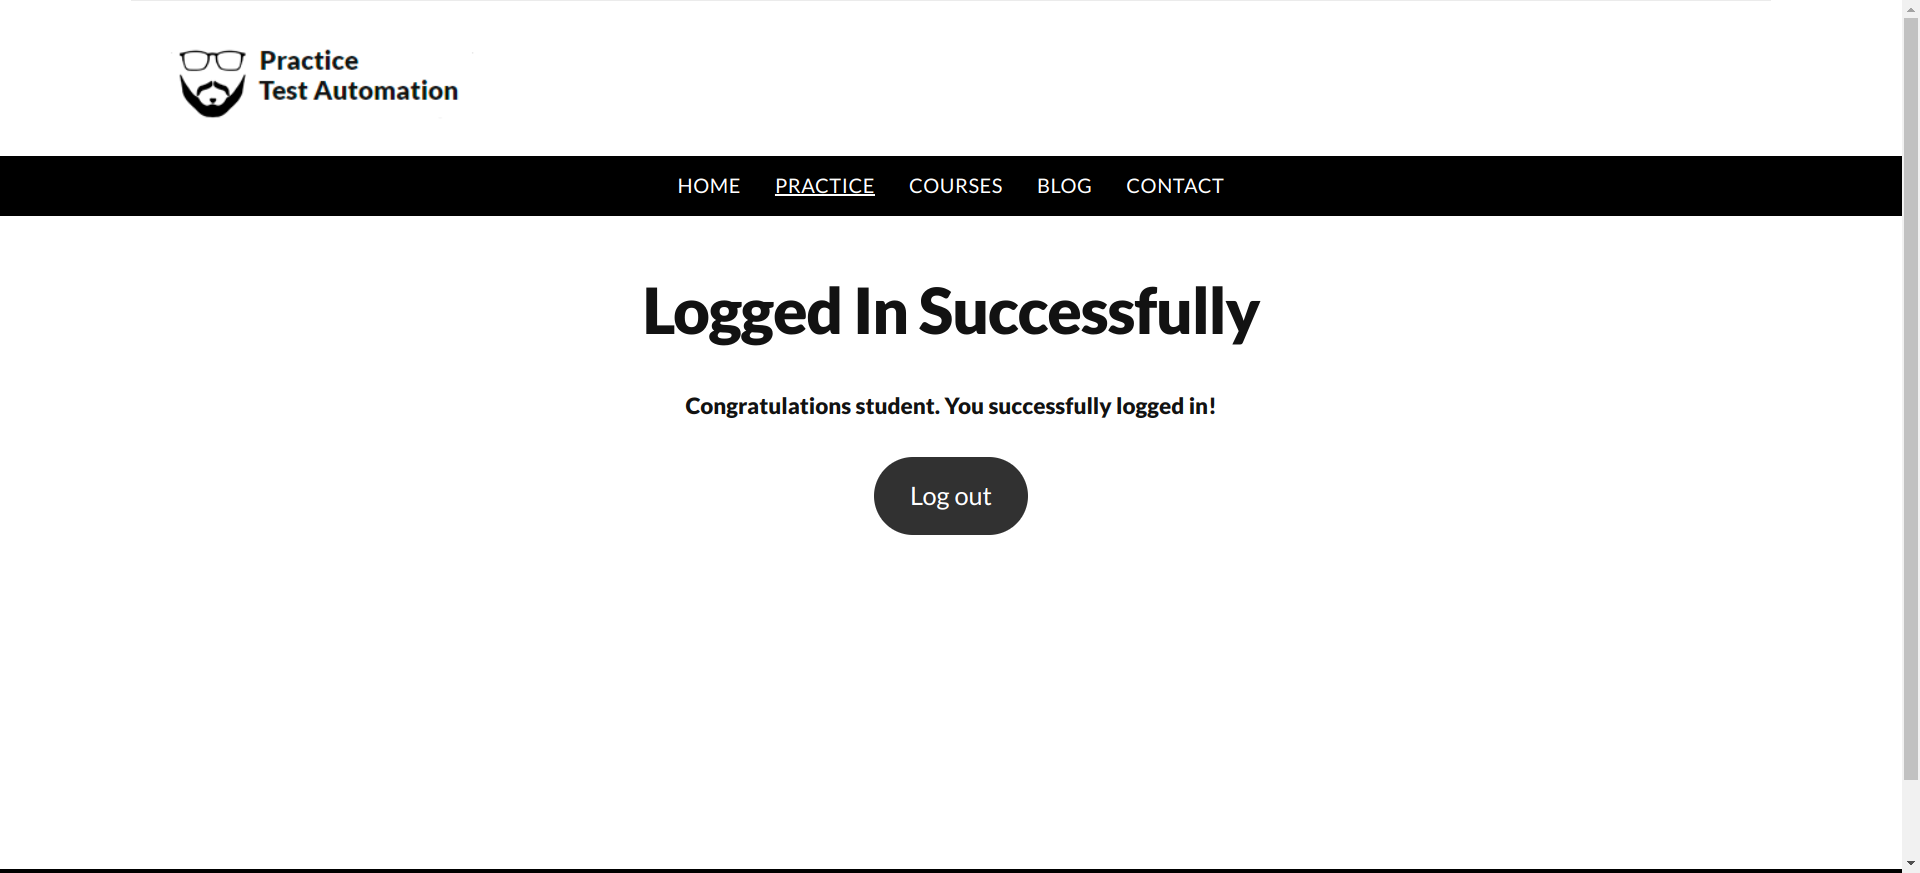 Practice
Test Automation
HOME PRACTICE COURSES BLOG CONTACT
Logged In Successfully
Congratulations student. You successfully logged in!
Log out